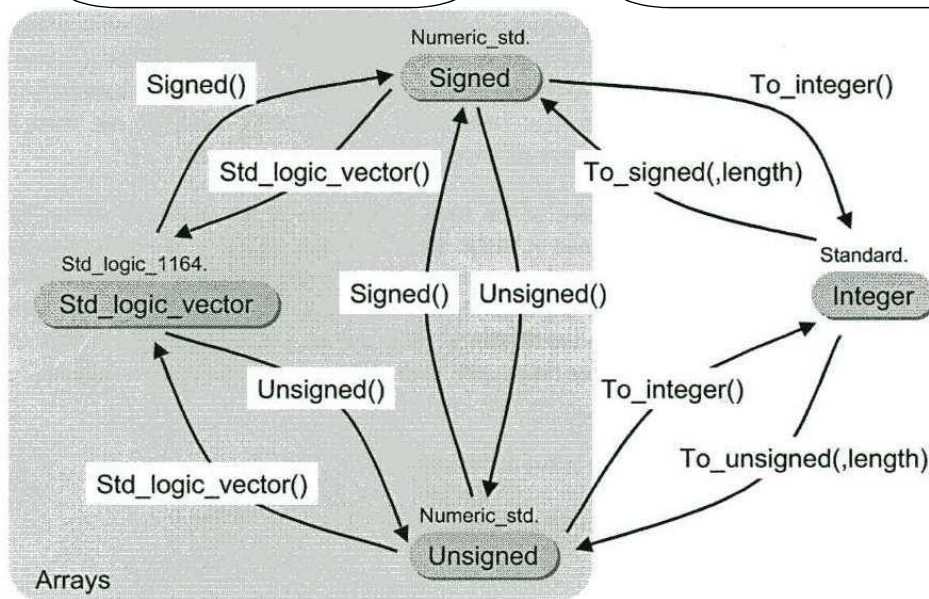 Numeric_std.
Signed
Signed()
To_integer()
Std_logic_vector()
To_signed(,length)
Std_logic_1164.
Std_logic_vector
Signed()
Unsigned()
Standard.
Integer
Unsigned()
To_integer()
Std_logic_vector()
To_unsigned(,length)
Numeric_std.
Unsigned
Arrays